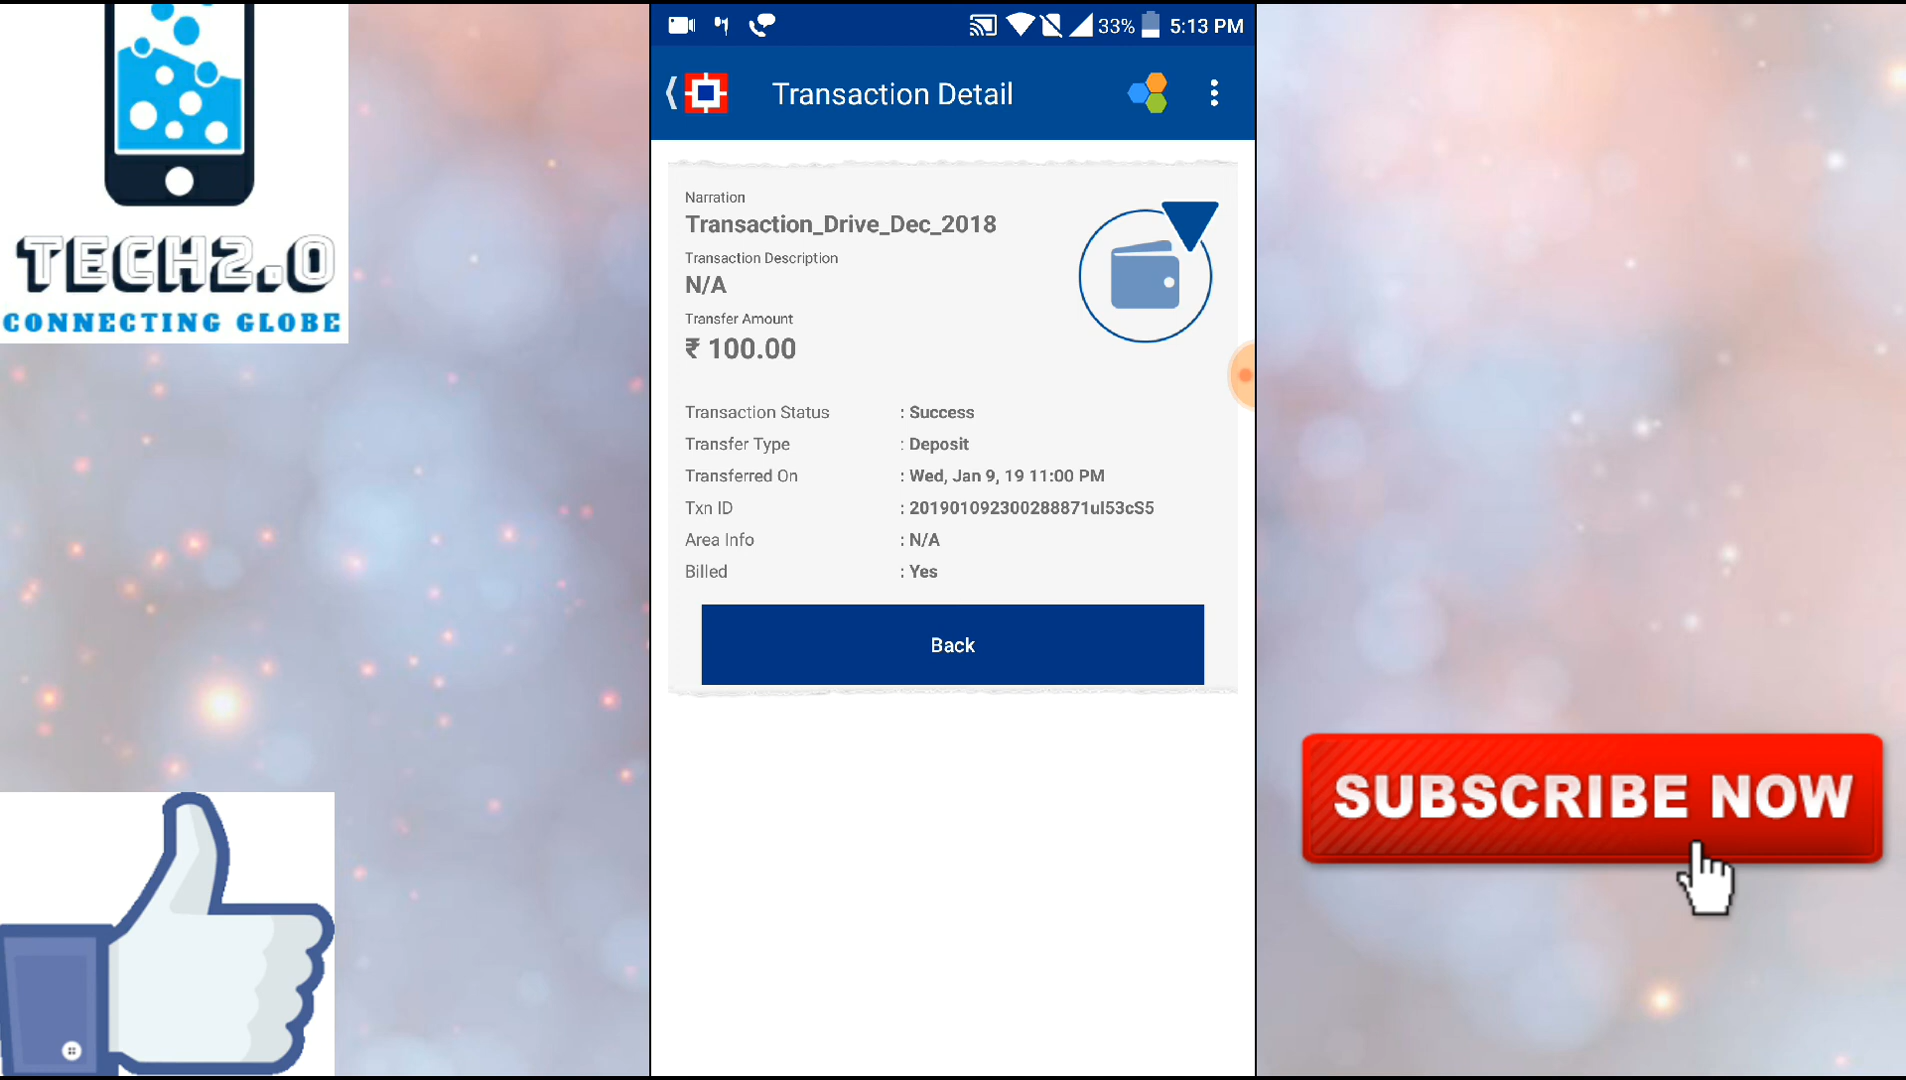 TECH2.0
CONNECTING GLOBE
33% 5:13 PM
Transaction Detail
Narration
Transaction_Drive_Dec_2018
Transaction Description
N/A
Transfer Amount
₹ 100.00
Transaction Status : Success
Transfer Type : Deposit
Transferred On : Wed, Jan 9, 19 11:00 PM
Txn ID : 201901092300288871ul53cS5
Area Info : N/A
Billed : Yes
Back
SUBSCRIBE NOW